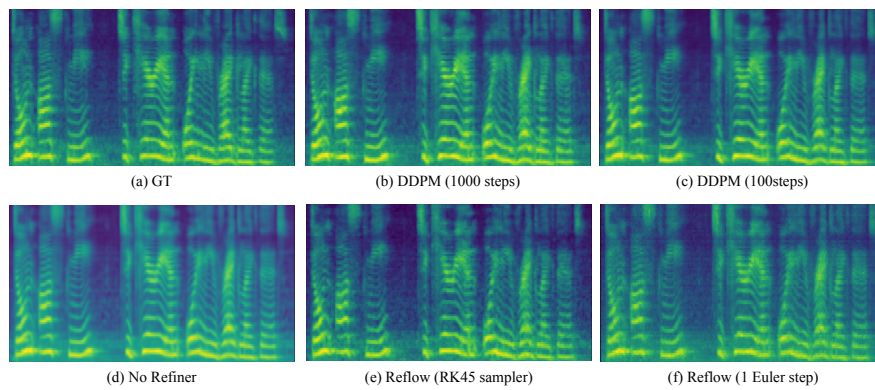 (a) GT
(b) DDPM (1000 steps)
(c) DDPM (100steps)
(d) No Refiner
(e) Reflow (RK45 sampler)
(f) Reflow (1 Euler step)